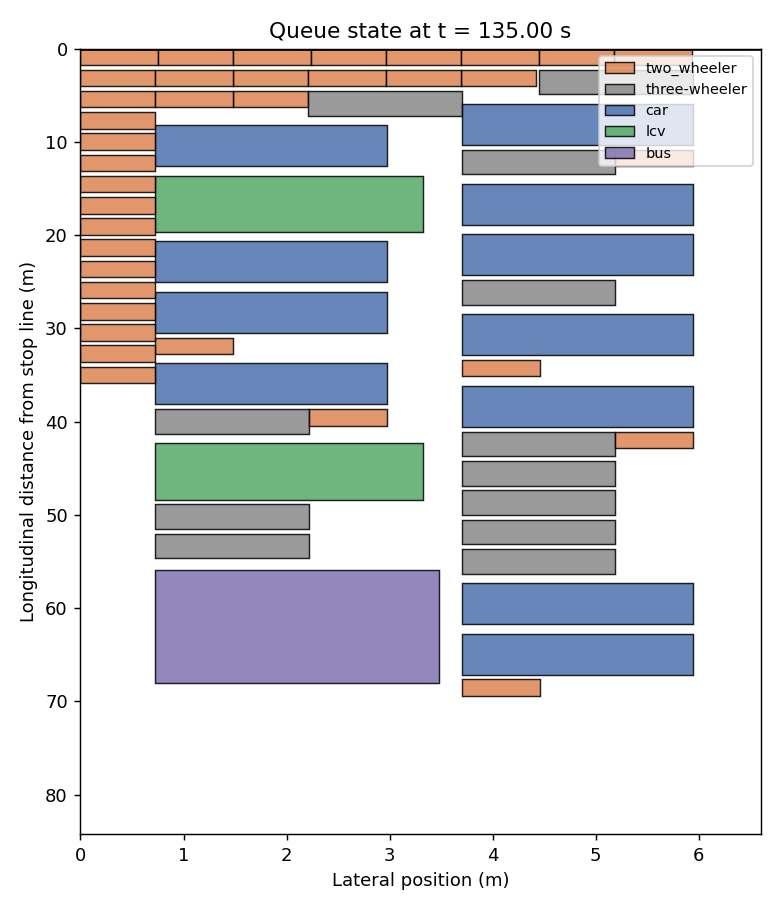 Queue state at t = 135.00 s
two_wheeler
three-wheeler
car
lcv
bus
0
10
20
30
40
50
60
70
80
Longitudinal distance from stop line (m)
0 1 2 3 4 5 6
Lateral position (m)